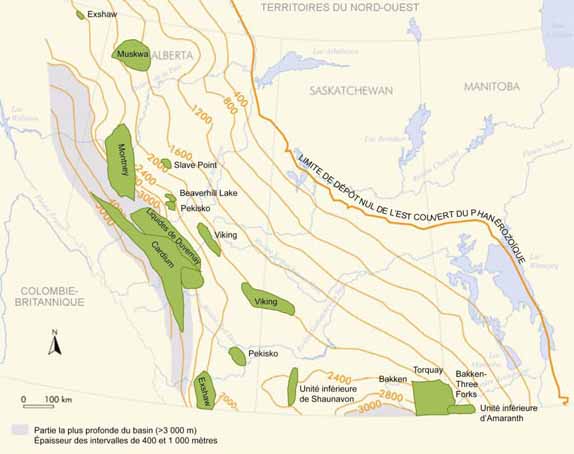 TERRITOIRES DU NORD-OUEST
Exshaw
Muskwa
ALBERTA
Lac Athabasca
SASKATCHEWAN
MANITOBA
400
800
1200
1600
2000
2400
3000
Montney
Slave Point
Beaverhill Lake
Pekisko
Liquides de Duvernay
Cardium
Viking
LIMITE DE DÉPÔT NUL DE L'EST COUVERT DU PHANÉROZOÏQUE
Lac Winnipeg
COLOMBIE-
BRITANNIQUE
Viking
N
Pekisko
Exshaw
2000
Unité inférieure
de Shaunavon
2400
2800
3000
Bakken
Torquay
Bakken-
Three
Forks
Unité inférieure
d'Amaranth
0 100 km
Partie la plus profonde du basin (>3 000 m)
Épaisseur des intervalles de 400 et 1 000 mètres